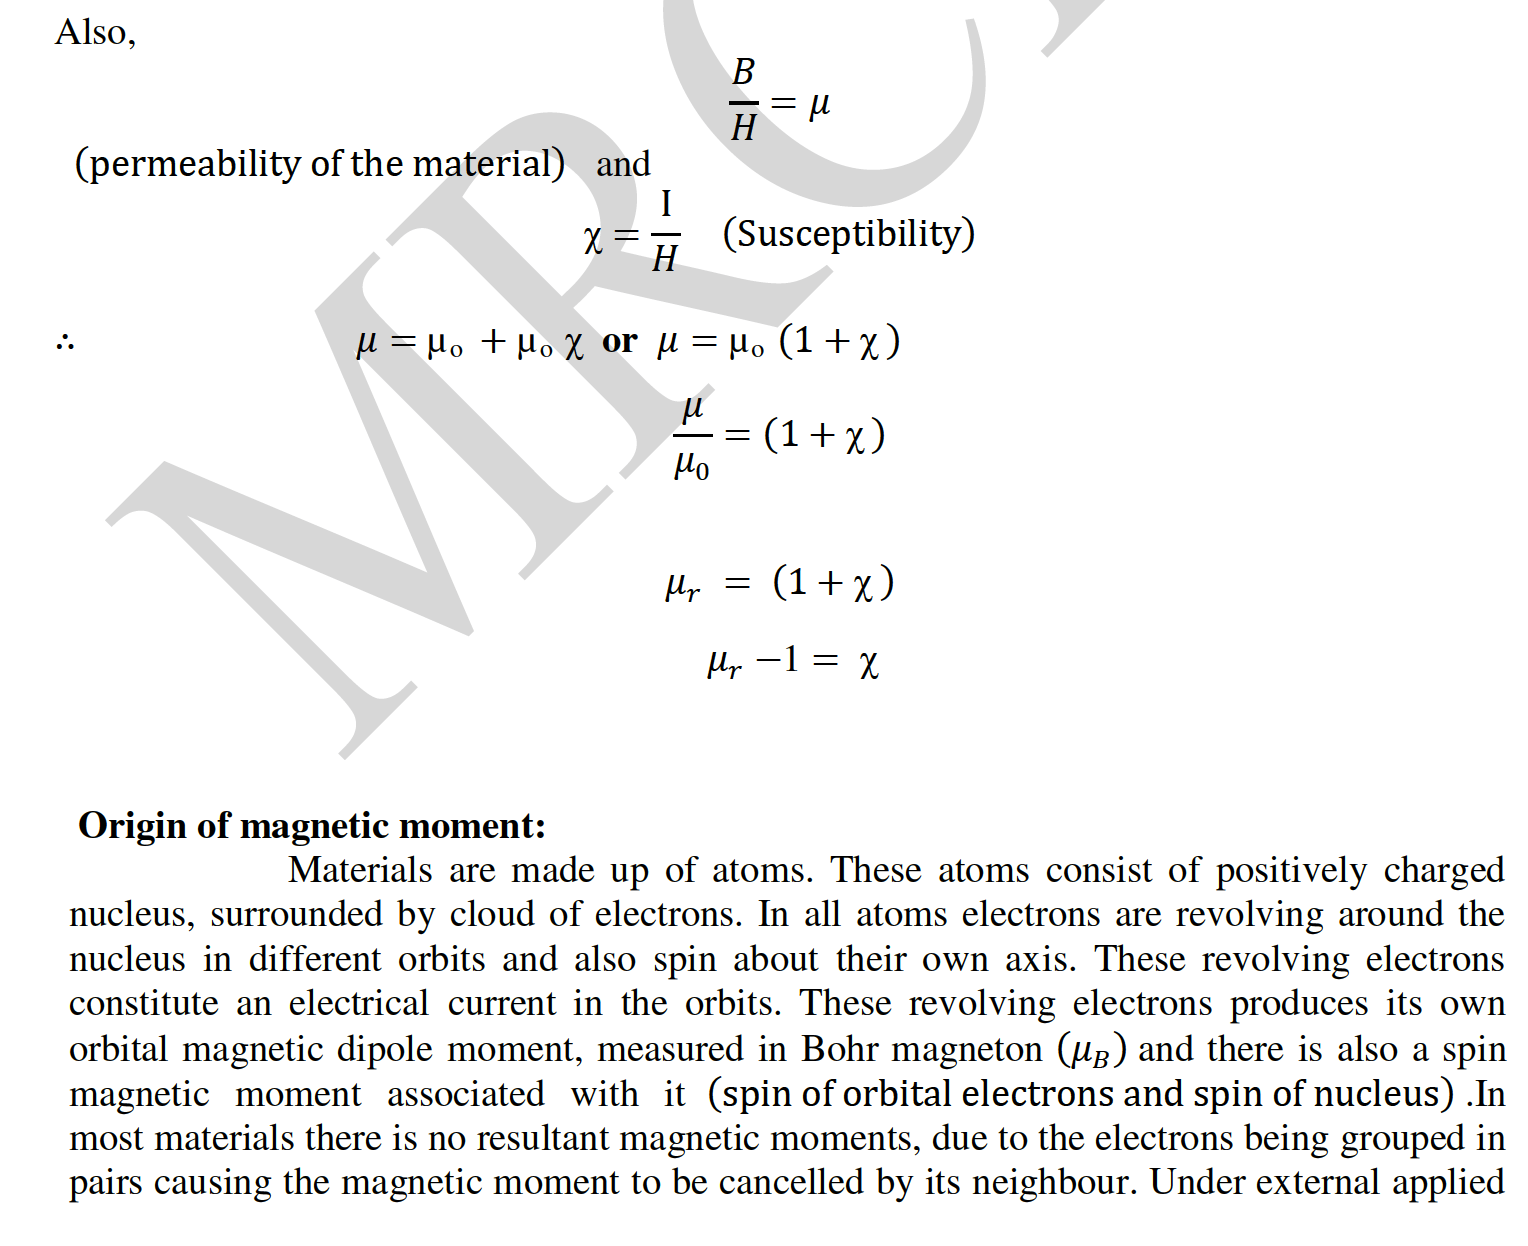 Also,
B/H = μ
(permeability of the material) and
χ = I/H (Susceptibility)
∴ μ = μo + μo χ or μ = μo (1 + χ)
μ/μ0 = (1 + χ)
μr = (1 + χ)
μr −1 = χ
Origin of magnetic moment:
Materials are made up of atoms. These atoms consist of positively charged
nucleus, surrounded by cloud of electrons. In all atoms electrons are revolving around the
nucleus in different orbits and also spin about their own axis. These revolving electrons
constitute an electrical current in the orbits. These revolving electrons produces its own
orbital magnetic dipole moment, measured in Bohr magneton (μB) and there is also a spin
magnetic moment associated with it (spin of orbital electrons and spin of nucleus) .In
most materials there is no resultant magnetic moments, due to the electrons being grouped in
pairs causing the magnetic moment to be cancelled by its neighbour. Under external applied
MRC